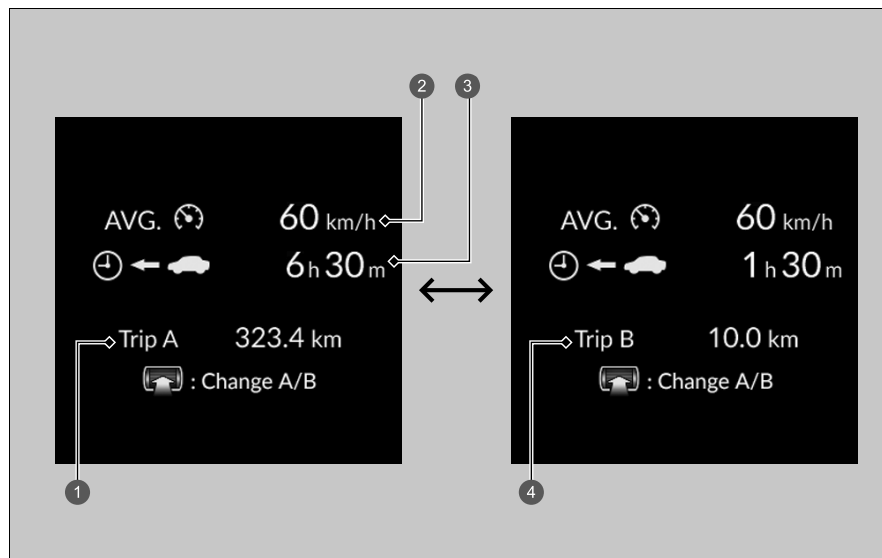 2 3
AVG. 60 km/h
6 h 30 m
Trip A 323.4 km
: Change A/B
1
AVG. 60 km/h
1 h 30 m
Trip B 10.0 km
: Change A/B
4